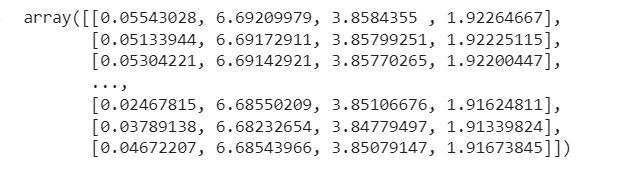 array([[0.05543028, 6.69209979, 3.8584355 , 1.92264667],
[0.05133944, 6.69172911, 3.85799251, 1.92225115],
[0.05304221, 6.69142921, 3.85770265, 1.92200447],
...,
[0.02467815, 6.68550209, 3.85106676, 1.91624811],
[0.03789138, 6.68232654, 3.84779497, 1.91339824],
[0.04672207, 6.68543966, 3.85079147, 1.91673845]])